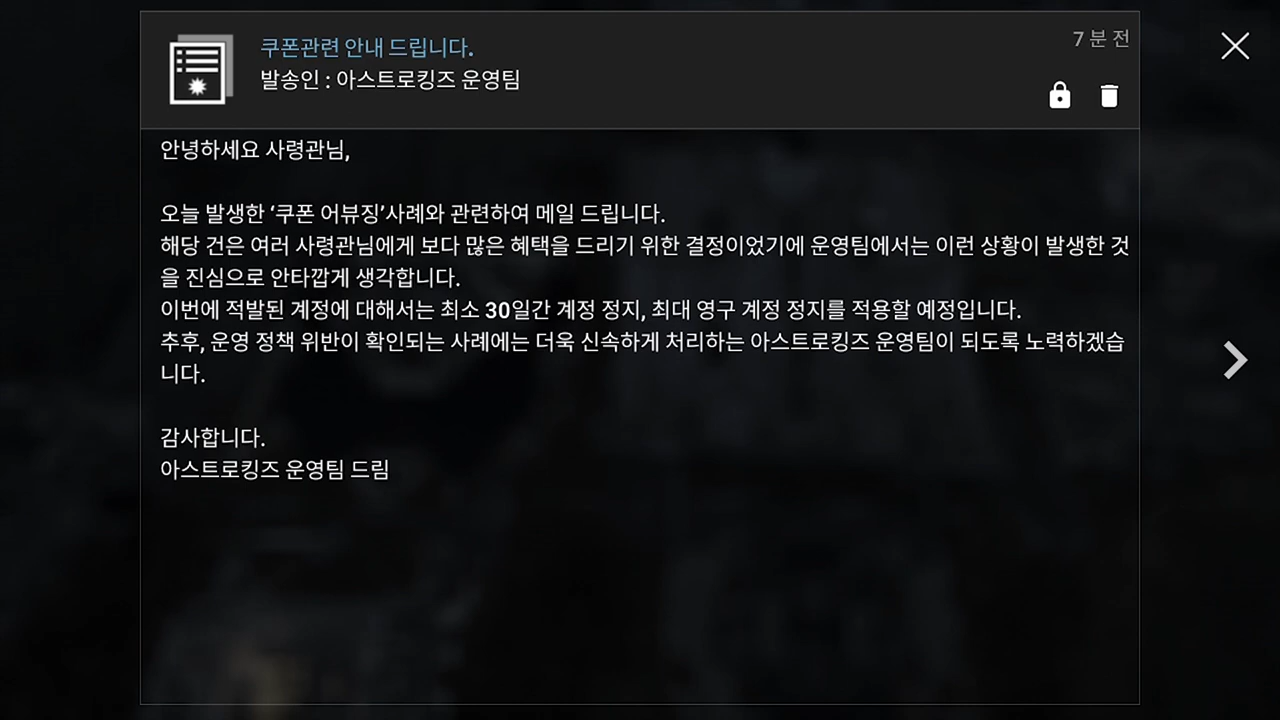 쿠폰관련 안내 드립니다.
7 분 전
발송인 : 아스트로킹즈 운영팀
안녕하세요 사령관님,
오늘 발생한 ‘쿠폰 어뷰징’사례와 관련하여 메일 드립니다.
해당 건은 여러 사령관님에게 보다 많은 혜택을 드리기 위한 결정이었기에 운영팀에서는 이런 상황이 발생한 것
을 진심으로 안타깝게 생각합니다.
이번에 적발된 계정에 대해서는 최소 30일간 계정 정지, 최대 영구 계정 정지를 적용할 예정입니다.
추후, 운영 정책 위반이 확인되는 사례에는 더욱 신속하게 처리하는 아스트로킹즈 운영팀이 되도록 노력하겠습
니다.
감사합니다.
아스트로킹즈 운영팀 드림